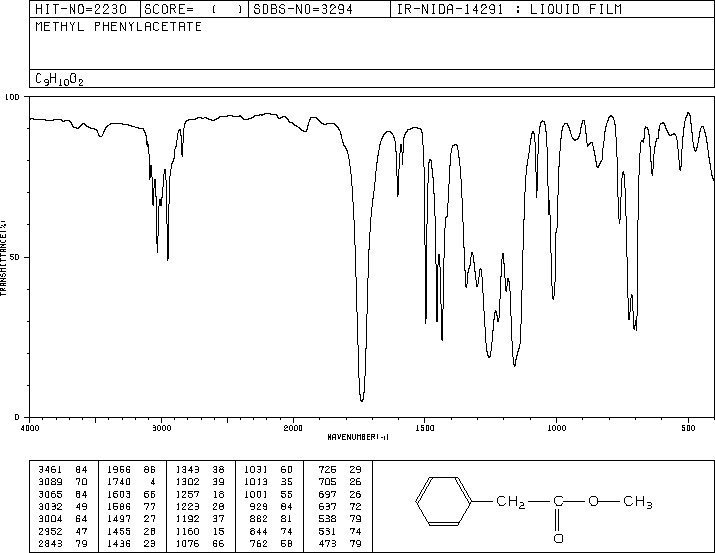 HIT-NO=2230 SCORE= ( ) SDBS-NO=3294 IR-NIDA-14291 : LIQUID FILM
METHYL PHENYLACETATE
C9H10O2
100
50
0
TRANSMITTANCE(%)
4000 3000 2000 1500 1000 500
WAVENUMBER(-1)
3461 84 1956 86 1343 38 1031 60 726 29
3089 70 1740 4 1302 39 1013 35 705 26
3065 64 1603 66 1257 18 1001 55 697 26
3032 49 1586 77 1223 28 929 84 637 72
3004 64 1497 27 1192 37 882 81 538 79
2952 47 1455 28 1160 15 844 74 531 74
2843 79 1436 23 1076 66 762 58 473 79
CH2 C O CH3
O